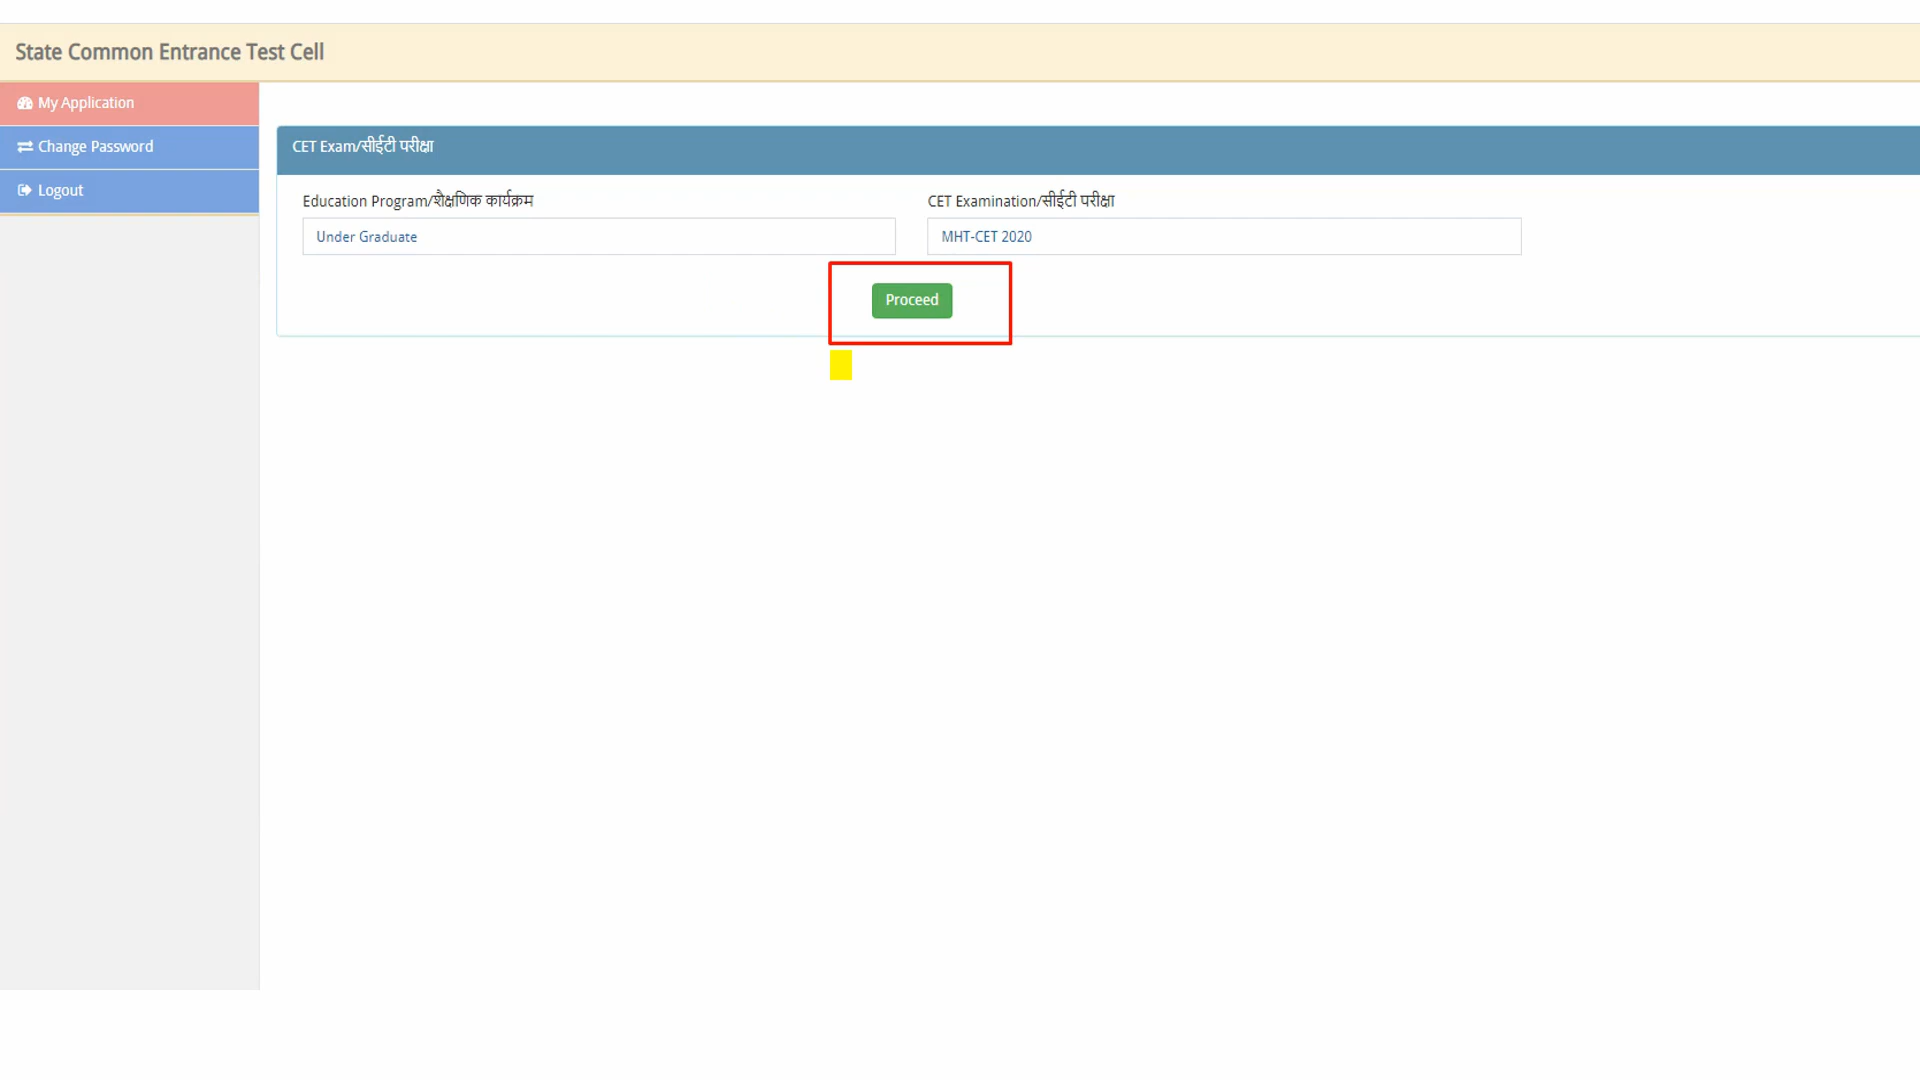 State Common Entrance Test Cell
My Application
Change Password
Logout
CET Exam/सीईटी परीक्षा
Education Program/शैक्षणिक कार्यक्रम
CET Examination/सीईटी परीक्षा
Under Graduate
MHT-CET 2020
Proceed